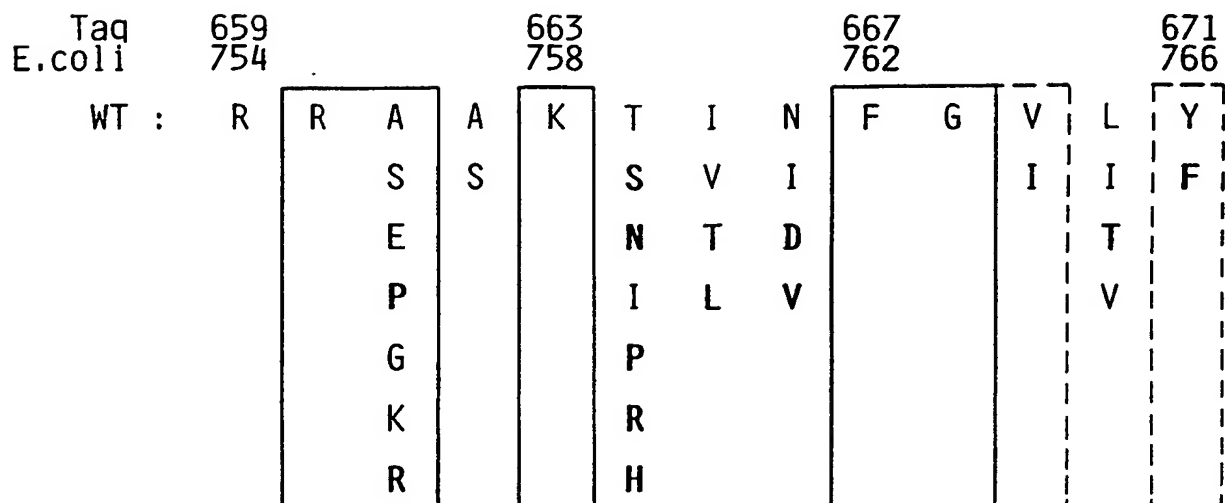 Taq 659 663 667 671
E.coli 754 758 762 766
WT : R R A A K T I N F G V L Y
S S S V I I I F
E N T D T
P I L V V
G P
K R
R H